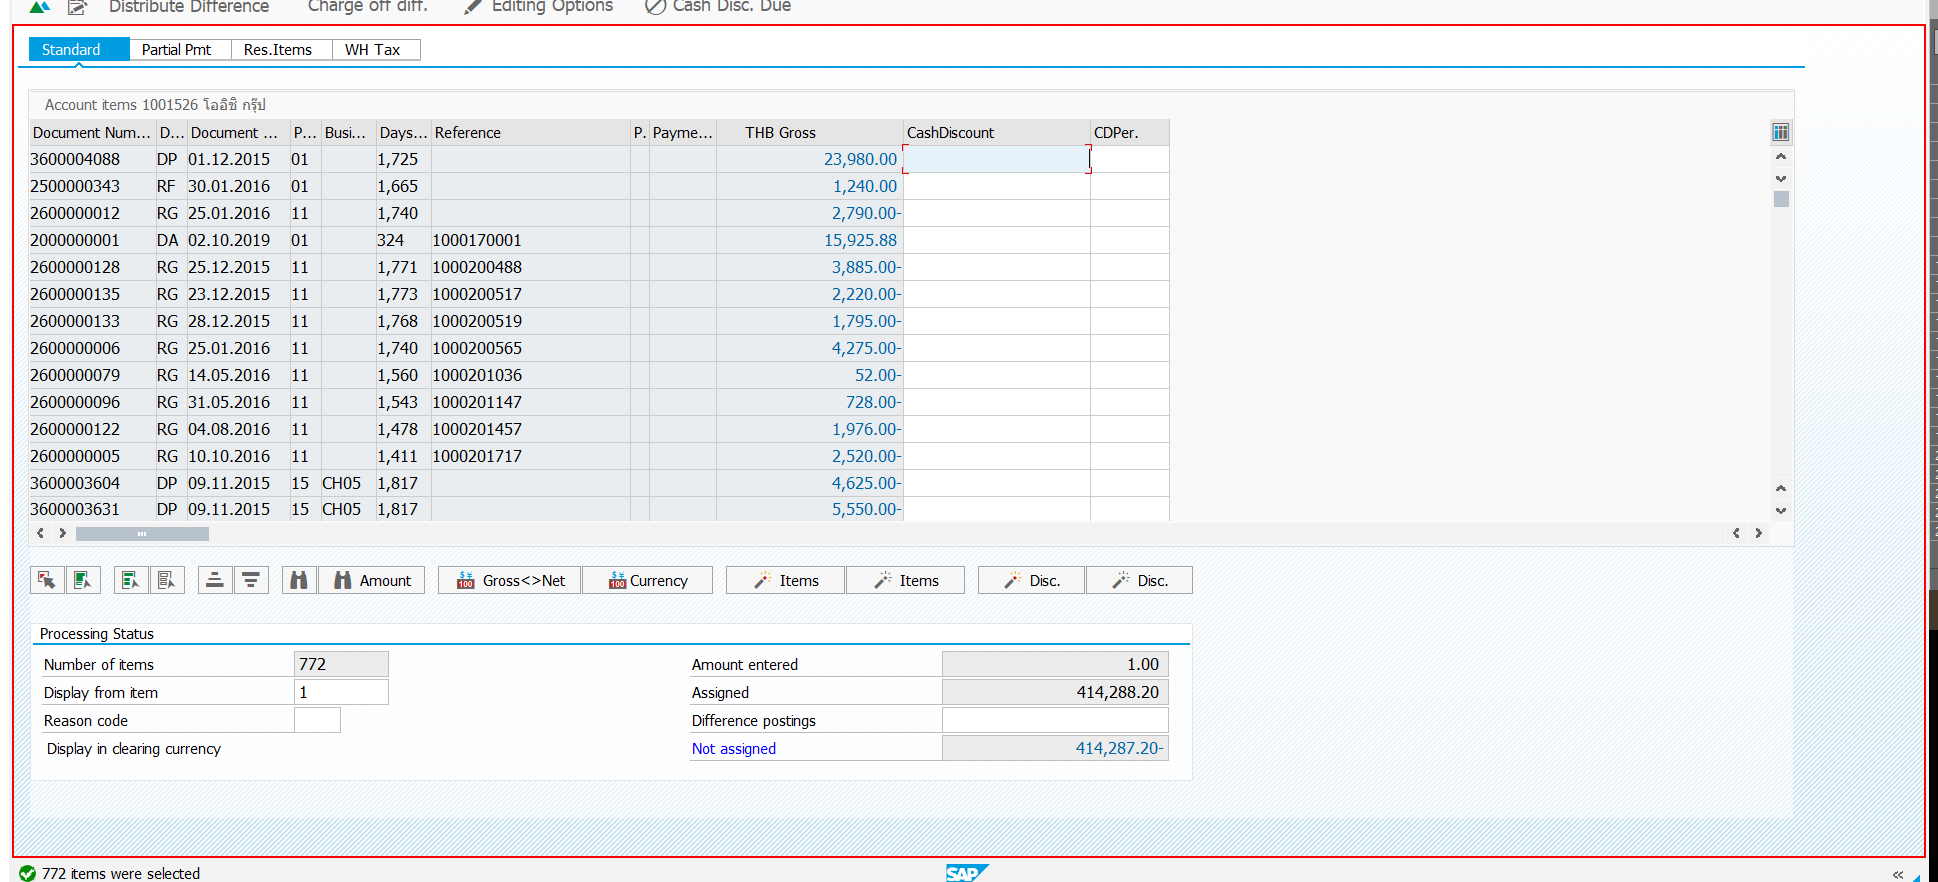 Distribute Difference Charge off diff. Editing Options Cash Disc. Due
Standard Partial Pmt Res.Items WH Tax
Account items 1001526 โออิชิ กรุ๊ป
Document Num... D... Document ... P... Busi... Days... Reference P. Payme... THB Gross CashDiscount CDPer.
3600004088 DP 01.12.2015 01 1,725 23,980.00
2500000343 RF 30.01.2016 01 1,665 1,240.00
2600000012 RG 25.01.2016 11 1,740 2,790.00-
2000000001 DA 02.10.2019 01 324 1000170001 15,925.88
2600000128 RG 25.12.2015 11 1,771 1000200488 3,885.00-
2600000135 RG 23.12.2015 11 1,773 1000200517 2,220.00-
2600000133 RG 28.12.2015 11 1,768 1000200519 1,795.00-
2600000006 RG 25.01.2016 11 1,740 1000200565 4,275.00-
2600000079 RG 14.05.2016 11 1,560 1000201036 52.00-
2600000096 RG 31.05.2016 11 1,543 1000201147 728.00-
2600000122 RG 04.08.2016 11 1,478 1000201457 1,976.00-
2600000005 RG 10.10.2016 11 1,411 1000201717 2,520.00-
3600003604 DP 09.11.2015 15 CH05 1,817 4,625.00-
3600003631 DP 09.11.2015 15 CH05 1,817 5,550.00-
Amount Gross<>Net Currency Items Items Disc. Disc.
Processing Status
Number of items 772 Amount entered 1.00
Display from item 1 Assigned 414,288.20
Reason code Difference postings
Display in clearing currency Not assigned 414,287.20-
772 items were selected SAP